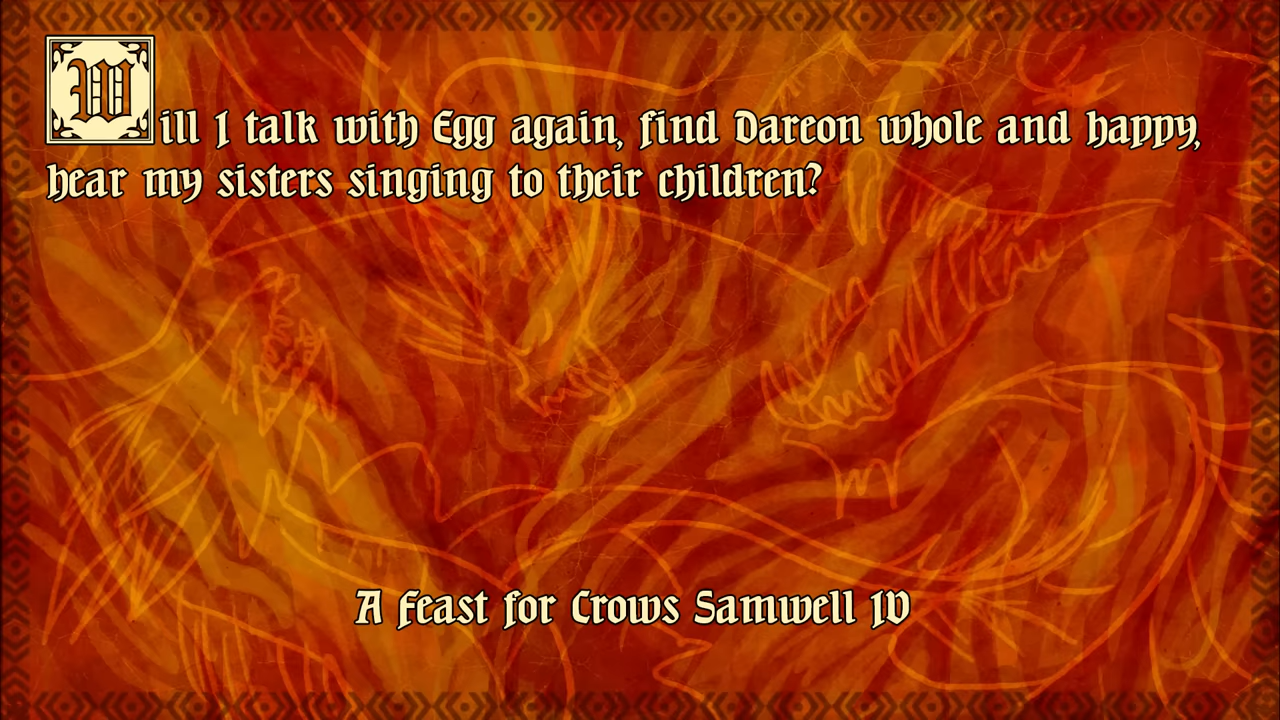 Will I talk with Egg again, find Dareon whole and happy,
hear my sisters singing to their children?
A Feast for Crows Samwell IV